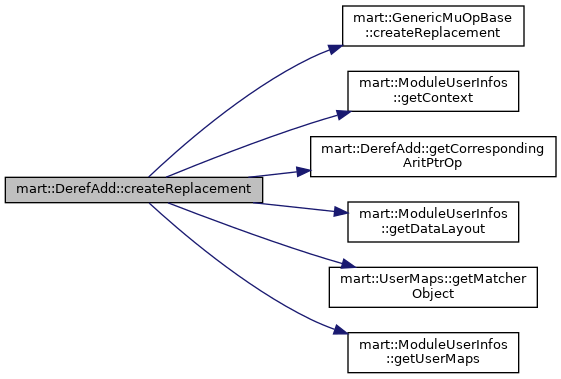 mart::GenericMuOpBase
::createReplacement
mart::ModuleUserInfos
::getContext
mart::DerefAdd::getCorresponding
AritPtrOp
mart::DerefAdd::createReplacement
mart::ModuleUserInfos
::getDataLayout
mart::UserMaps::getMatcher
Object
mart::ModuleUserInfos
::getUserMaps